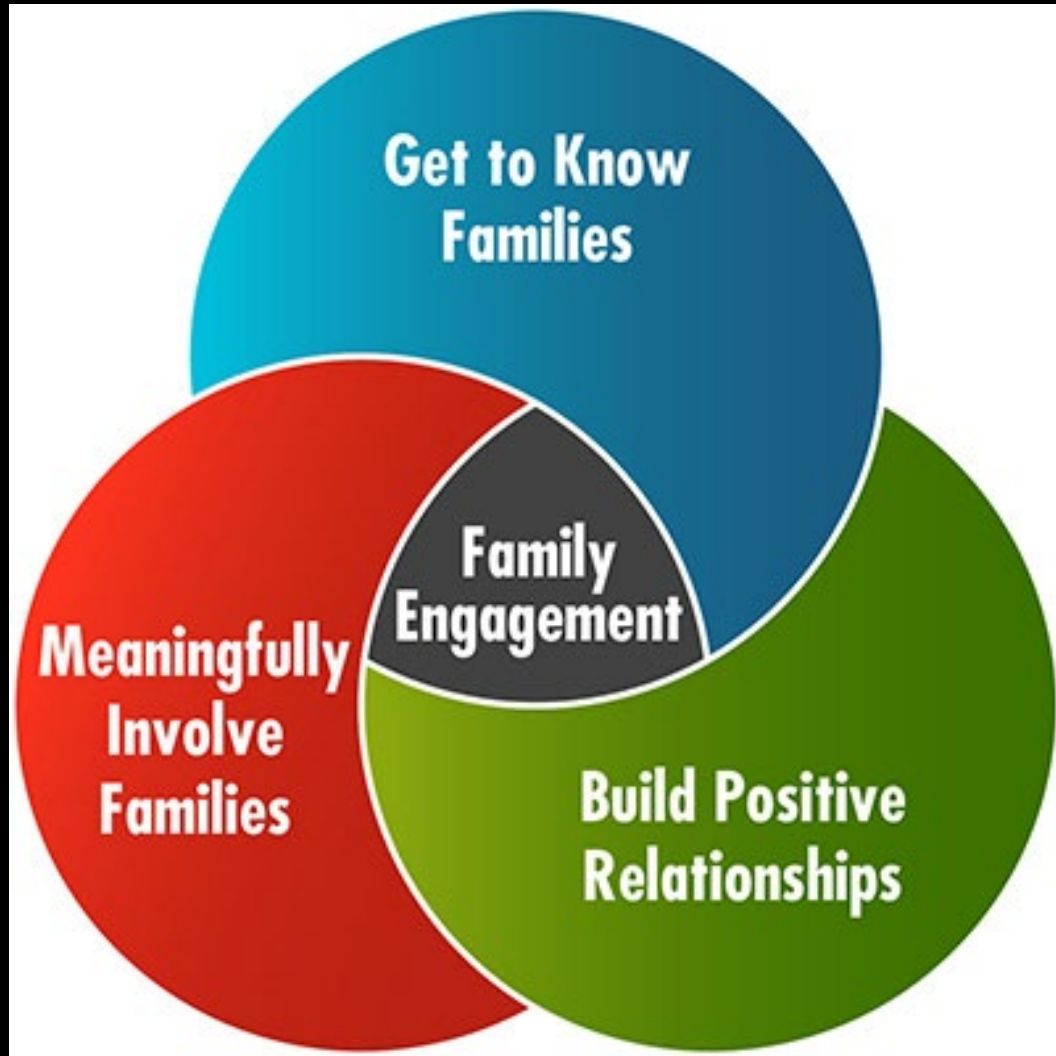 Get to Know
Families
Family
Engagement
Meaningfully
Involve
Families
Build Positive
Relationships